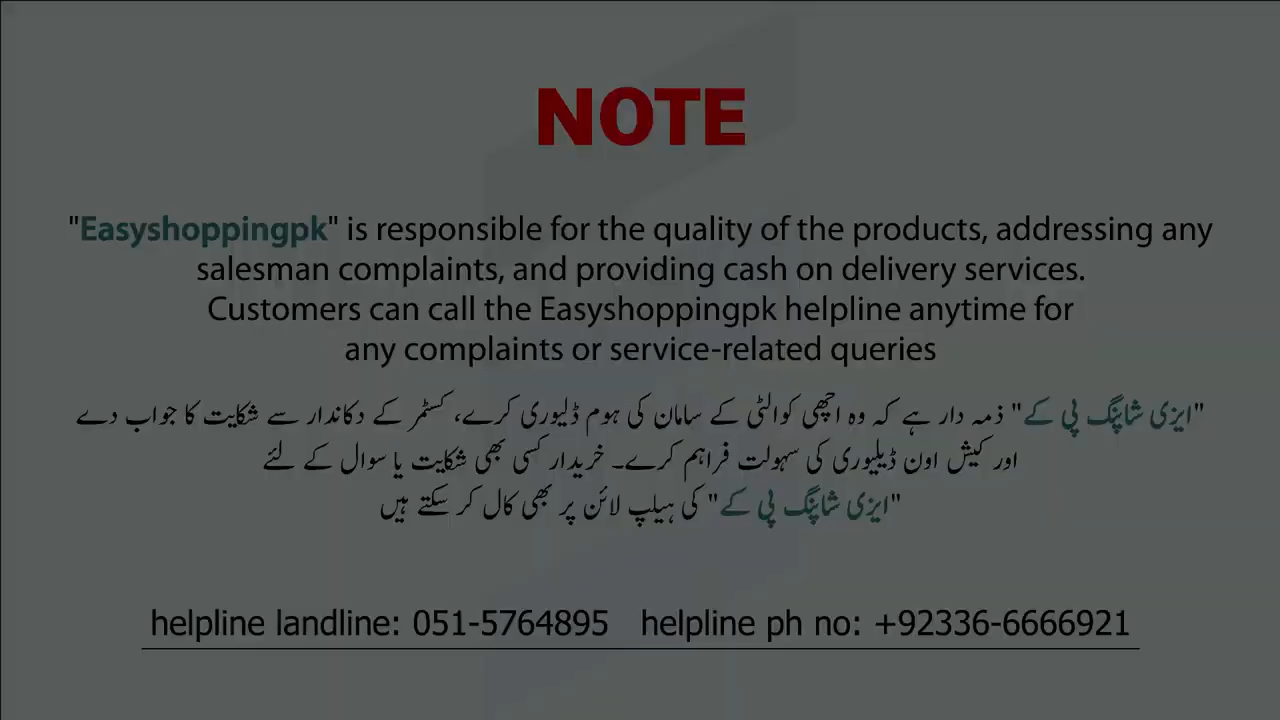 NOTE
"Easyshoppingpk" is responsible for the quality of the products, addressing any
salesman complaints, and providing cash on delivery services.
Customers can call the Easyshoppingpk helpline anytime for
any complaints or service-related queries
"ایزی شاپنگ پی کے" ذمہ دار ہے کہ وہ اچھی کوالٹی کے سامان کی ہوم ڈلیوری کرے، کسٹمر کے دکاندار سے شکایت کا جواب دے
اور کیش اون ڈیلیوری کی سہولت فراہم کرے۔ خریدار کسی بھی شکایت یا سوال کے لئے
"ایزی شاپنگ پی کے" کی ہیلپ لائن پر بھی کال کر سکتے ہیں
helpline landline: 051-5764895 helpline ph no: +92336-6666921